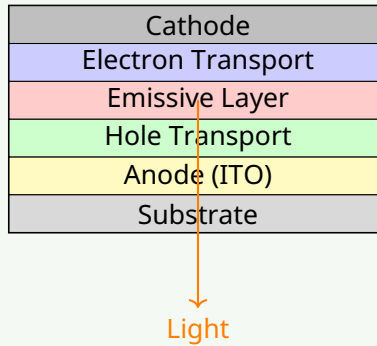 Cathode
Electron Transport
Emissive Layer
Hole Transport
Anode (ITO)
Substrate
Light